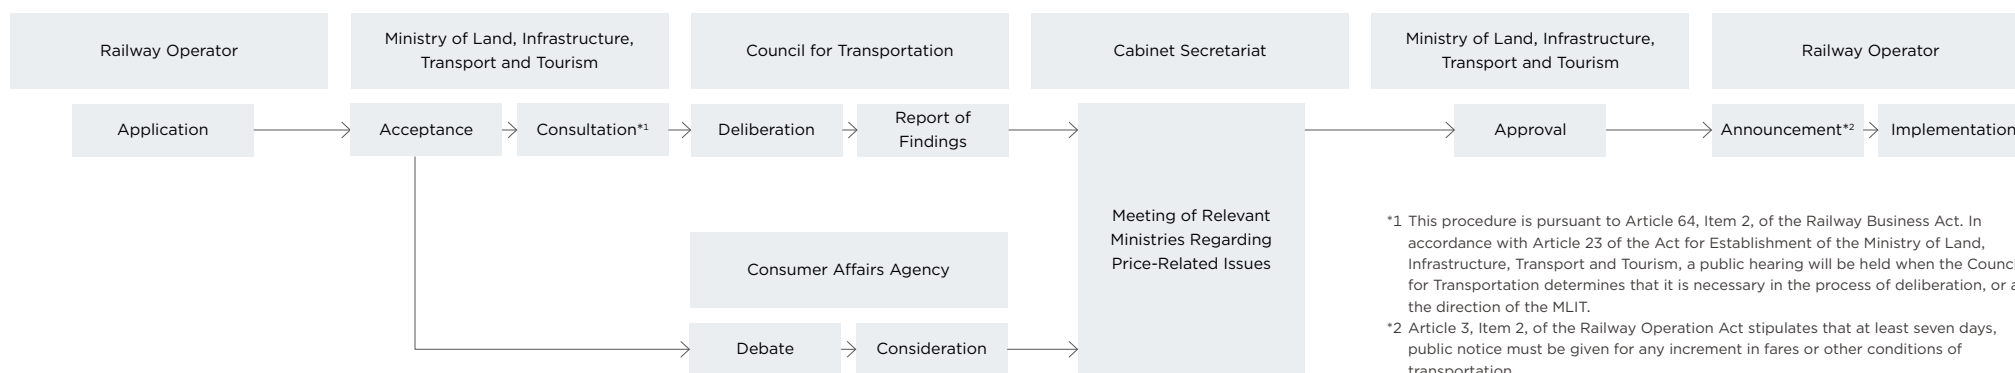 Railway Operator
Ministry of Land, Infrastructure,
Transport and Tourism
Council for Transportation
Cabinet Secretariat
Ministry of Land, Infrastructure,
Transport and Tourism
Railway Operator
Application
Acceptance
Consultation*1
Deliberation
Report of
Findings
Approval
Announcement*2
Implementation
Meeting of Relevant
Ministries Regarding
Price-Related Issues
Consumer Affairs Agency
Debate
Consideration
*1 This procedure is pursuant to Article 64, Item 2, of the Railway Business Act. In
accordance with Article 23 of the Act for Establishment of the Ministry of Land,
Infrastructure, Transport and Tourism, a public hearing will be held when the Counci
for Transportation determines that it is necessary in the process of deliberation, or a
the direction of the MLIT.
*2 Article 3, Item 2, of the Railway Operation Act stipulates that at least seven days,
public notice must be given for any increment in fares or other conditions of
transportation